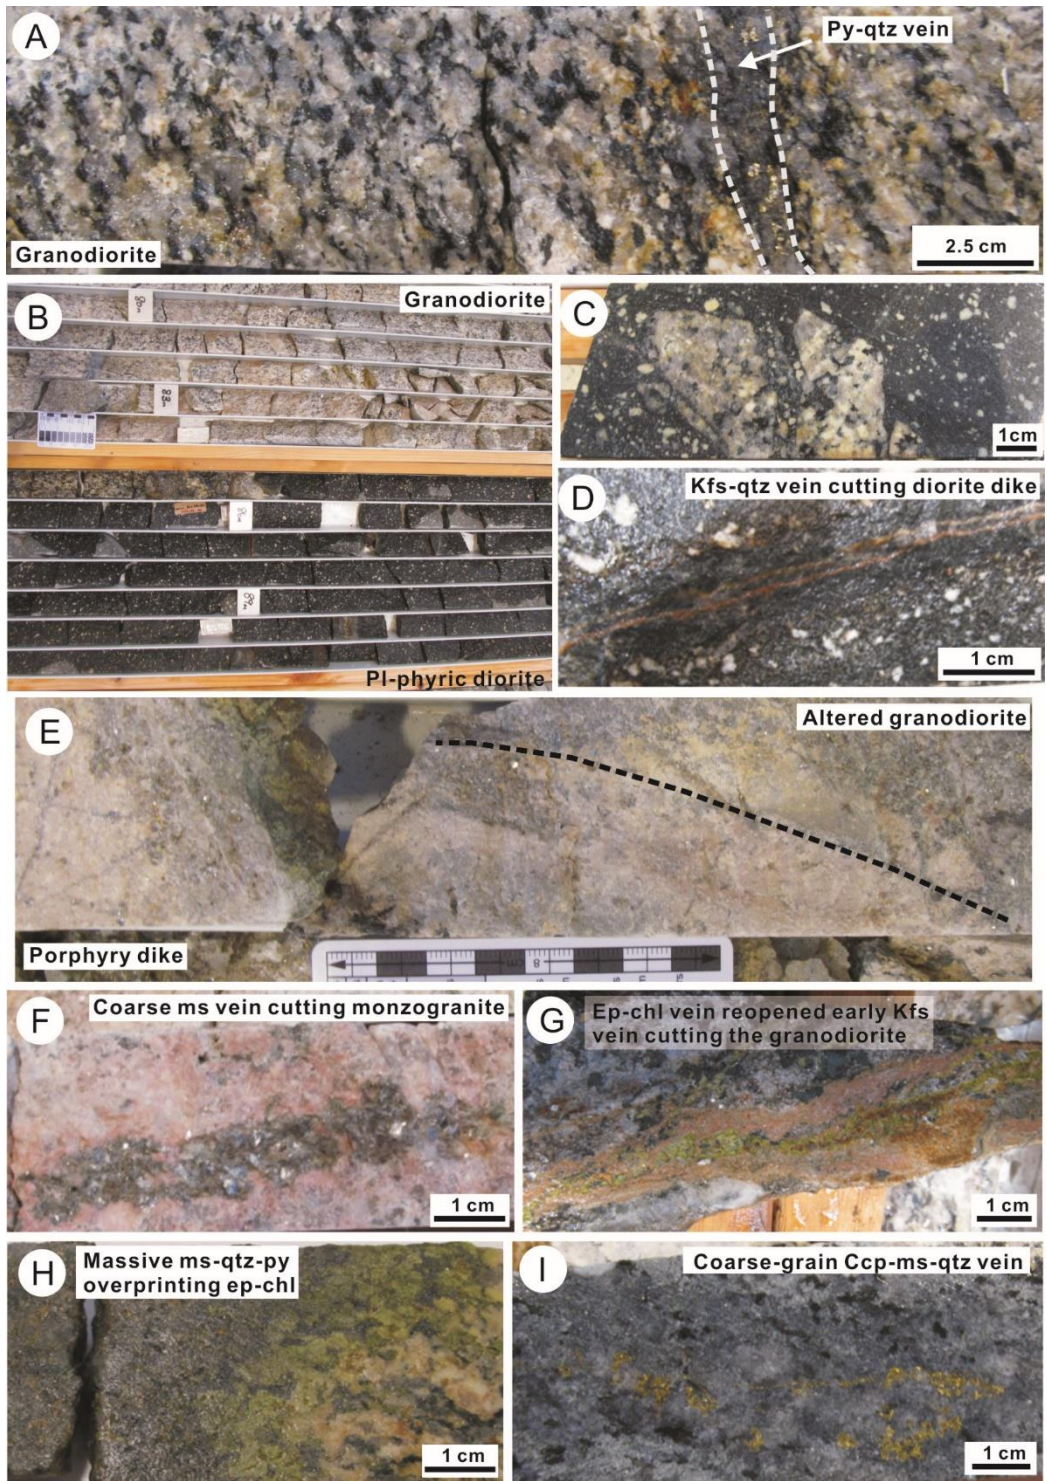 A
Py-qtz vein
Granodiorite
2.5 cm
B
Granodiorite
Pl-phyric diorite
C
1cm
D
Kfs-qtz vein cutting diorite dike
1 cm
E
Altered granodiorite
Porphyry dike
F
Coarse ms vein cutting monzogranite
1 cm
G
Ep-chl vein reopened early Kfs
vein cutting the granodiorite
1 cm
H
Massive ms-qtz-py
overprinting ep-chl
1 cm
I
Coarse-grain Ccp-ms-qtz vein
1 cm